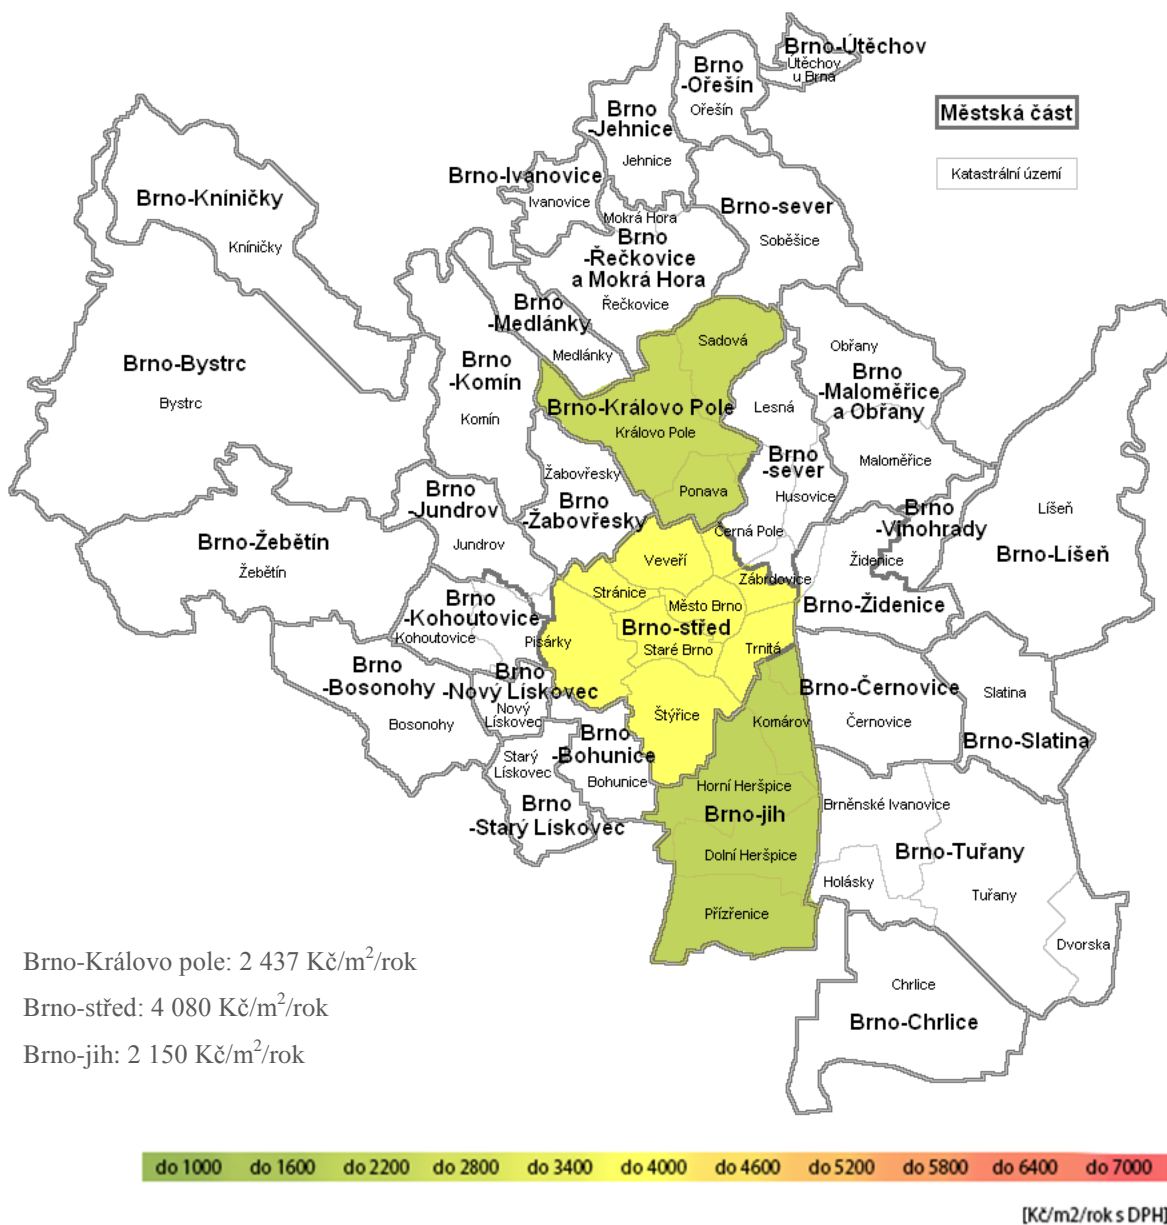 Brno-Útěchov
Útěchov
u Brna
Brno
-Ořešín
Ořešín
Městská část
Brno
-Jehnice
Jehnice
Katastrální území
Brno-Ivanovice
Ivanovice
Brno-Kníničky
Kníničky
Brno-sever
Soběšice
Mokrá Hora
Brno
-Řečkovice
a Mokrá Hora
Řečkovice
Brno
-Medlánky
Medlánky
Sadová
Obřany
Brno-Bystrc
Bystrc
Brno
-Komín
Komín
Brno
-Maloměřice
a Obřany
Maloměřice
Brno-Královo Pole
Královo Pole
Lesná
Brno
-sever
Husovice
Žabovřesky
Brno
-Žabovřesky
Ponava
Brno
-Jundrov
Jundrov
Černá Pole
Brno
-Vinohrady
Líšeň
Brno-Líšeň
Židenice
Brno-Žebětín
Žebětín
Veveří
Zábrdovice
Stránice
Město Brno
Brno-Židenice
Brno
-Kohoutovice
Kohoutovice
Pisárky
Brno-střed
Staré Brno
Trnitá
Brno
-Bosonohy
Bosonohy
Brno
-Nový Lískovec
Nový
Lískovec
Štýřice
Komárov
Brno-Černovice
Černovice
Slatina
Brno-Slatina
Brno
-Bohunice
Bohunice
Starý
Lískovec
Brno
-Starý Lískovec
Horní Heršpice
Brno-jih
Dolní Heršpice
Přízřenice
Brněnské Ivanovice
Brno-Tuřany
Holásky
Tuřany
Dvorska
Chrlice
Brno-Chrlice
Brno-Královo pole: 2 437 Kč/m²/rok
Brno-střed: 4 080 Kč/m²/rok
Brno-jih: 2 150 Kč/m²/rok
do 1000 do 1600 do 2200 do 2800 do 3400 do 4000 do 4600 do 5200 do 5800 do 6400 do 7000
[Kč/m2/rok s DPH]